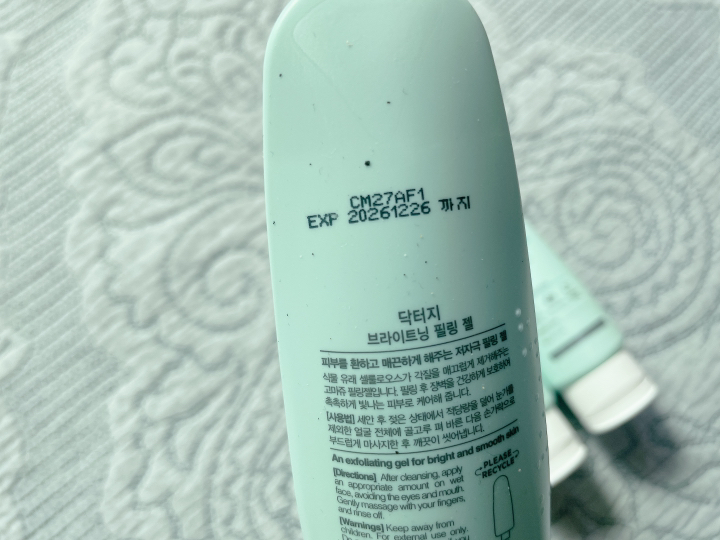 CM27AF1
EXP 20261226 까지
닥터지
브라이트닝 필링 젤
피부를 환하고 매끈하게 해주는 저자극 필링 젤
식물 유래 셀룰로오스가 각질을 매끄럽게 제거해주는
고마쥬 필링젤입니다. 필링 후 장벽을 건강하게 보호하며
촉촉하게 빛나는 피부로 케어해 줍니다.
[사용법] 세안 후 젖은 상태에서 적당량을 덜어 눈가를
제외한 얼굴 전체에 골고루 펴 바른 다음 손가락으로
부드럽게 마사지한 후 깨끗이 씻어냅니다.
An exfoliating gel for bright and smooth skin
[Directions] After cleansing, apply
an appropriate amount on wet
face, avoiding the eyes and mouth.
Gently massage with your fingers,
and rinse off.
[Warnings] Keep away from
children. For external use only.
PLEASE
RECYCLE